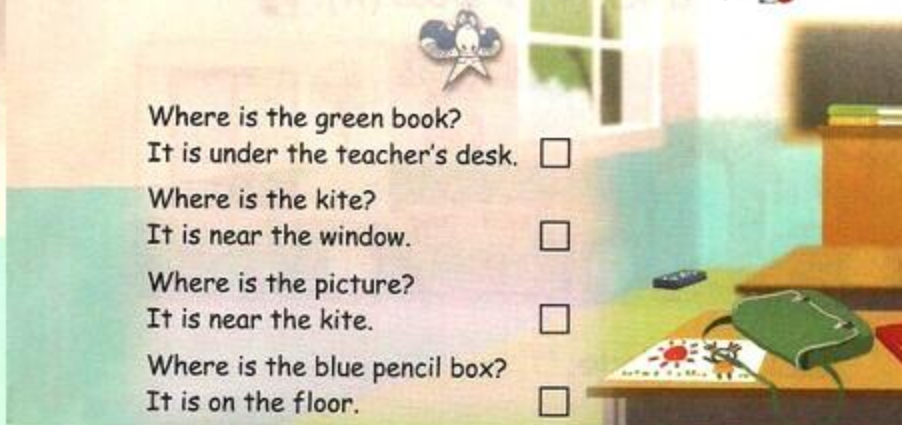 Where is the green book?
It is under the teacher's desk.
Where is the kite?
It is near the window.
Where is the picture?
It is near the kite.
Where is the blue pencil box?
It is on the floor.